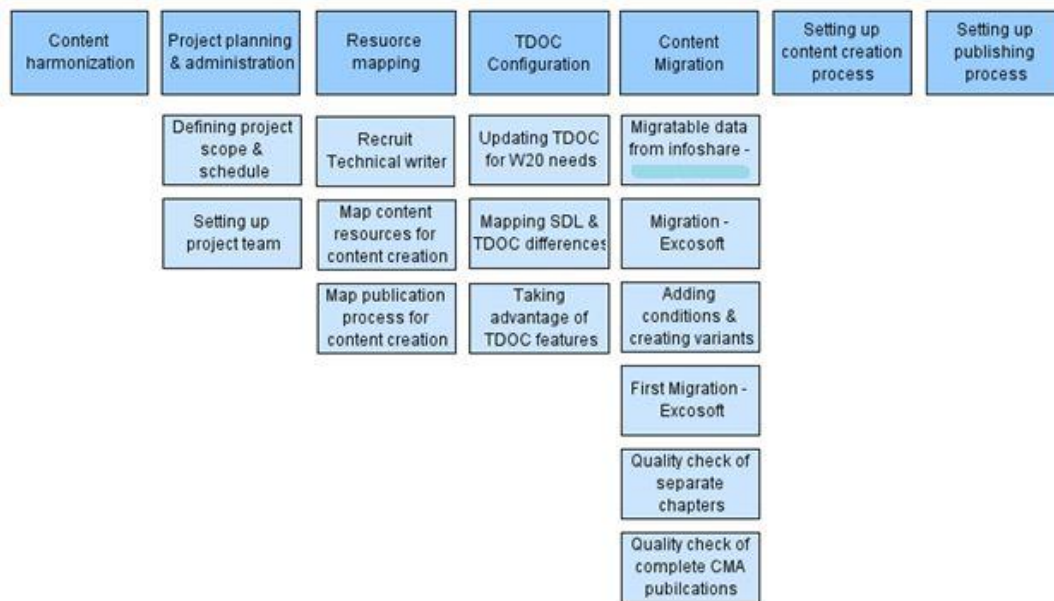 Content
harmonization
Project planning
& administration
Resuorce
mapping
TDOC
Configuration
Content
Migration
Setting up
content creation
process
Setting up
publishing
process
Defining project
scope &
schedule
Setting up
project team
Recruit
Technical writer
Map content
resources for
content creation
Map publication
process for
content creation
Updating TDOC
for W20 needs
Mapping SDL &
TDOC differences
Taking
advantage of
TDOC features
Migratable data
from infoshare -
Migration -
Excosoft
Adding
conditions &
creating variants
First Migration -
Excosoft
Quality check of
separate
chapters
Quality check of
complete CMA
pubilcations